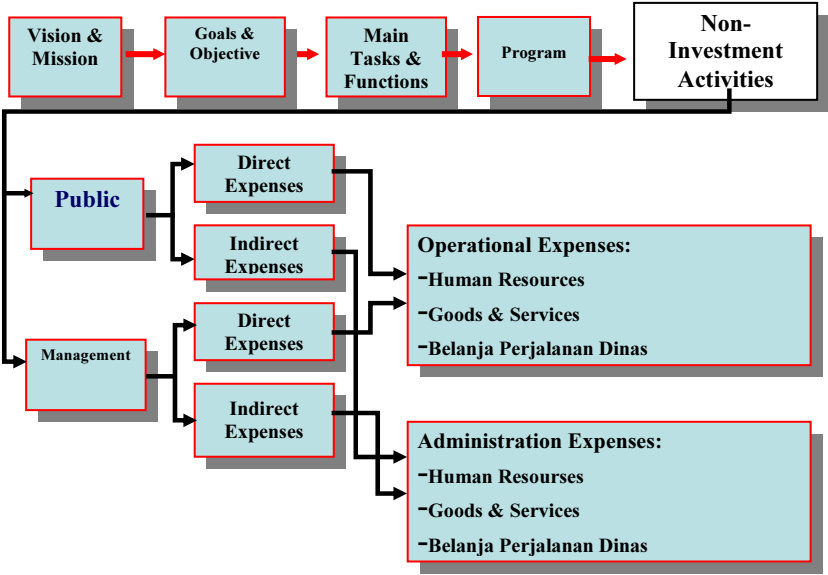 Vision &
Mission
Goals &
Objective
Main
Tasks &
Functions
Program
Non-
Investment
Activities
Public
Direct
Expenses
Indirect
Expenses
Management
Direct
Expenses
Indirect
Expenses
Operational Expenses:
-Human Resources
-Goods & Services
-Belanja Perjalanan Dinas
Administration Expenses:
-Human Resourses
-Goods & Services
-Belanja Perjalanan Dinas